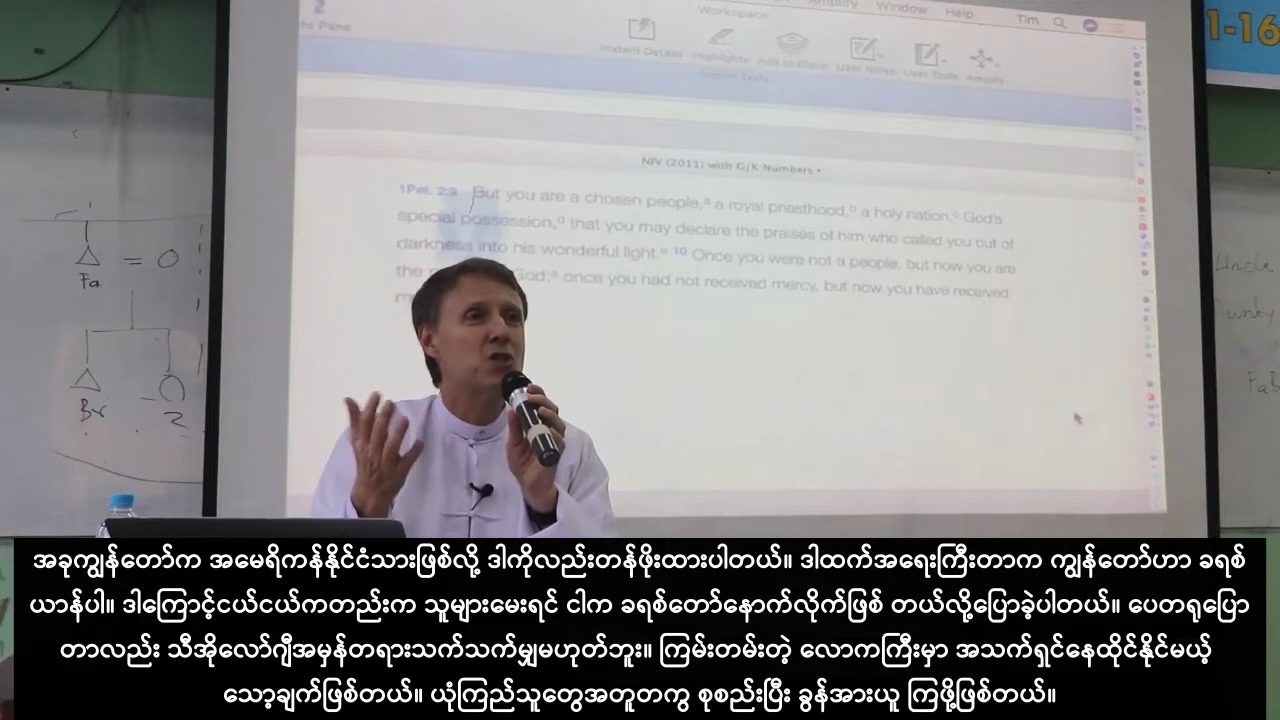 Amplify Window Help Tim
to Pane
Workspace
Instant Details Highlights Add to Stack User Notes User Tools Amplify
1-16
NIV (2011) with G/K Numbers
1Pet. 2:9 But you are a chosen people,ᵃ a royal priesthood,ᵇ a holy nation,ᶜ God's
special possession,ᵈ that you may declare the praises of him who called you out of
darkness into his wonderful light.ᵉ 10 Once you were not a people, but now you are
the God;ᵃ once you had not received mercy, but now you have received
= O
Fa
Br
Z
Uncle
FaB
အခုကျွန်တော်က အမေရိကန်နိုင်ငံသားဖြစ်လို့ ဒါကိုလည်းတန်ဖိုးထားပါတယ်။ ဒါထက်အရေးကြီးတာက ကျွန်တော်ဟာ ခရစ်
ယာန်ပါ။ ဒါကြောင့်ငယ်ငယ်ကတည်းက သူများမေးရင် ငါက ခရစ်တော်နောက်လိုက်ဖြစ် တယ်လို့ပြောခဲ့ပါတယ်။ ပေတရုပြော
တာလည်း သီအိုလော်ဂျီအမှန်တရားသက်သက်မျှမဟုတ်ဘူး။ ကြမ်းတမ်းတဲ့ လောကကြီးမှာ အသက်ရှင်နေထိုင်နိုင်မယ့်
သော့ချက်ဖြစ်တယ်။ ယုံကြည်သူတွေအတူတကွ စုစည်းပြီး ခွန်အားယူ ကြဖို့ဖြစ်တယ်။